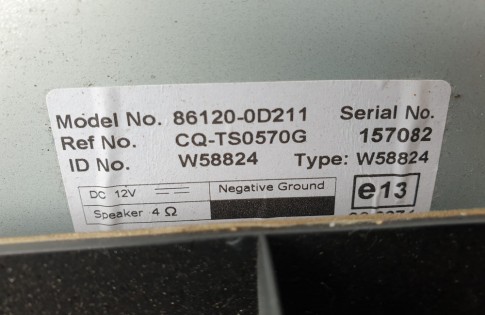 Model No. 86120-0D211 Serial No.
Ref No. CQ-TS0570G 157082
ID No. W58824 Type: W58824
DC 12V Negative Ground e13
Speaker 4 Ω